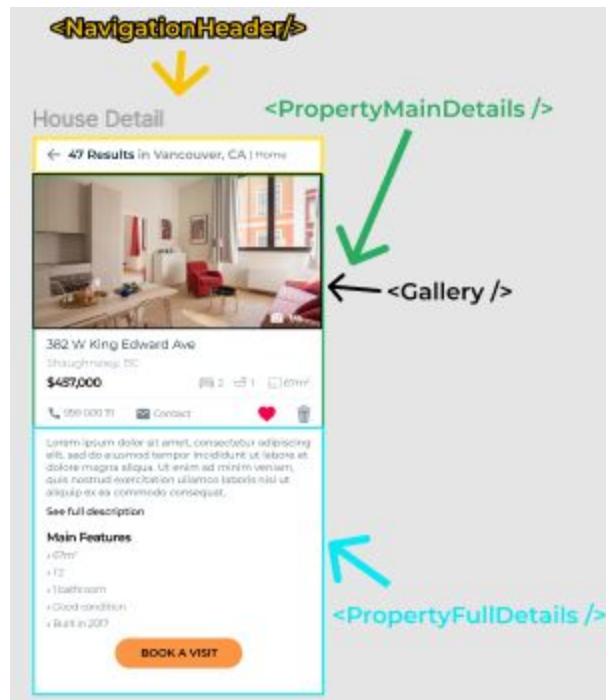 <NavigationHeader/>
House Detail
<PropertyMainDetails />
← 47 Results in Vancouver, CA | Home
<Gallery />
382 W King Edward Ave
Shaughnessy, BC
$457,000
2 1 67m²
Contact
Lorem ipsum dolor sit amet, consectetur adipiscing
elit, sed do eiusmod tempor incididunt ut labore et
dolore magna aliqua. Ut enim ad minim veniam,
quis nostrud exercitation ullamco laboris nisi ut
aliquip ex ea commodo consequat.
See full description
Main Features
• 67m²
• 1 bathroom
• Good condition
• Built in 2017
<PropertyFullDetails />
BOOK A VISIT